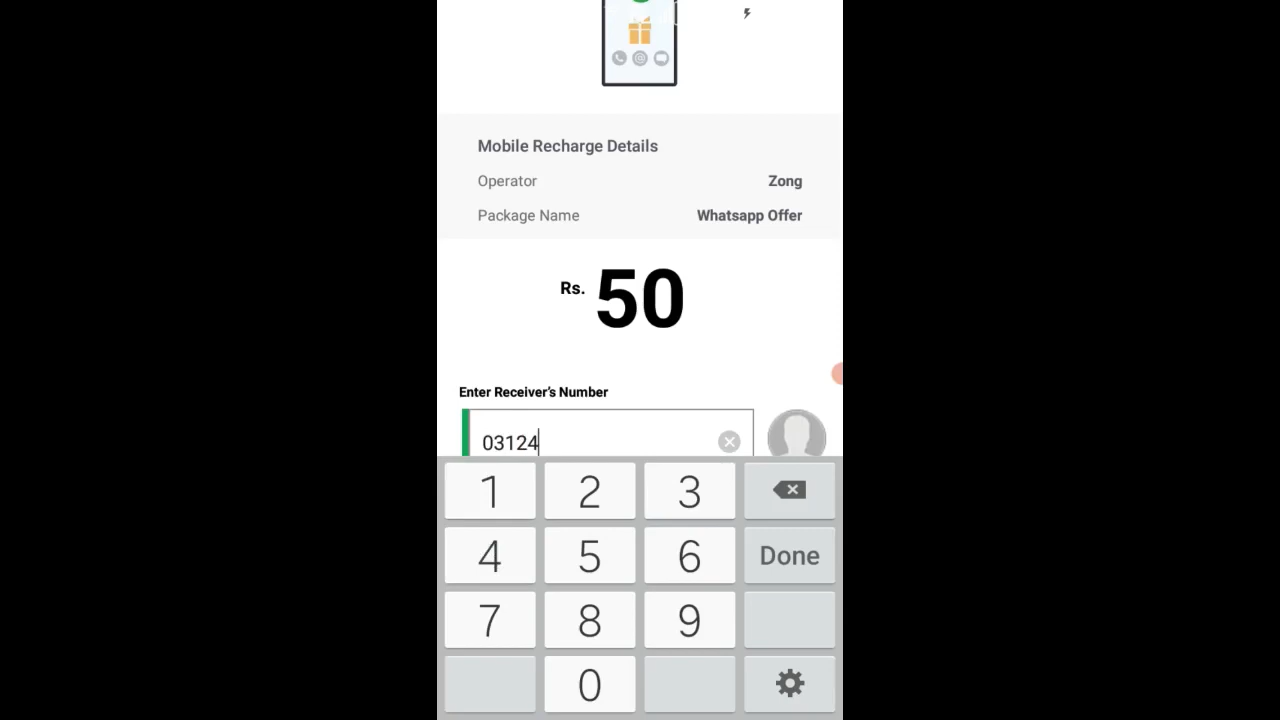 Mobile Recharge Details
Operator Zong
Package Name Whatsapp Offer
Rs. 50
Enter Receiver’s Number
03124
1 2 3
4 5 6 Done
7 8 9
0